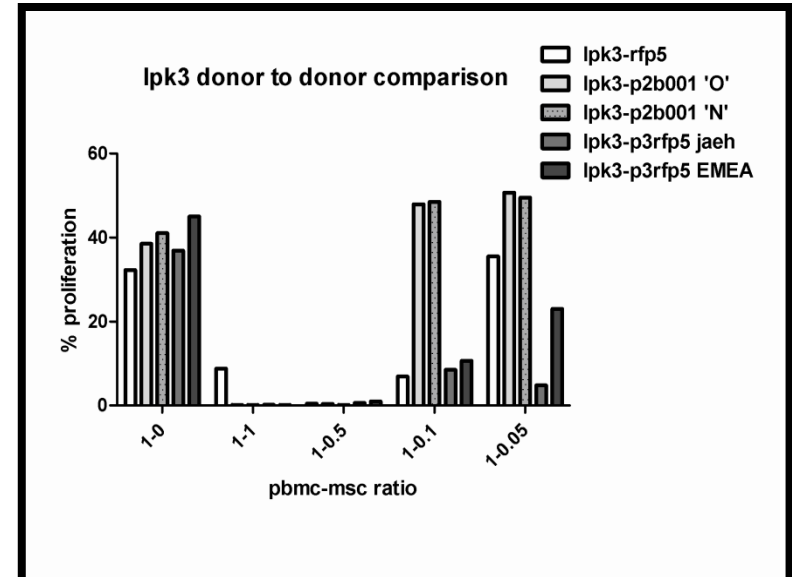 lpk3 donor to donor comparison
lpk3-rfp5
lpk3-p2b001 'O'
lpk3-p2b001 'N'
lpk3-p3rfp5 jaeh
lpk3-p3rfp5 EMEA
% proliferation
60
40
20
0
1-0
1-1
1-0.5
1-0.1
1-0.05
pbmc-msc ratio